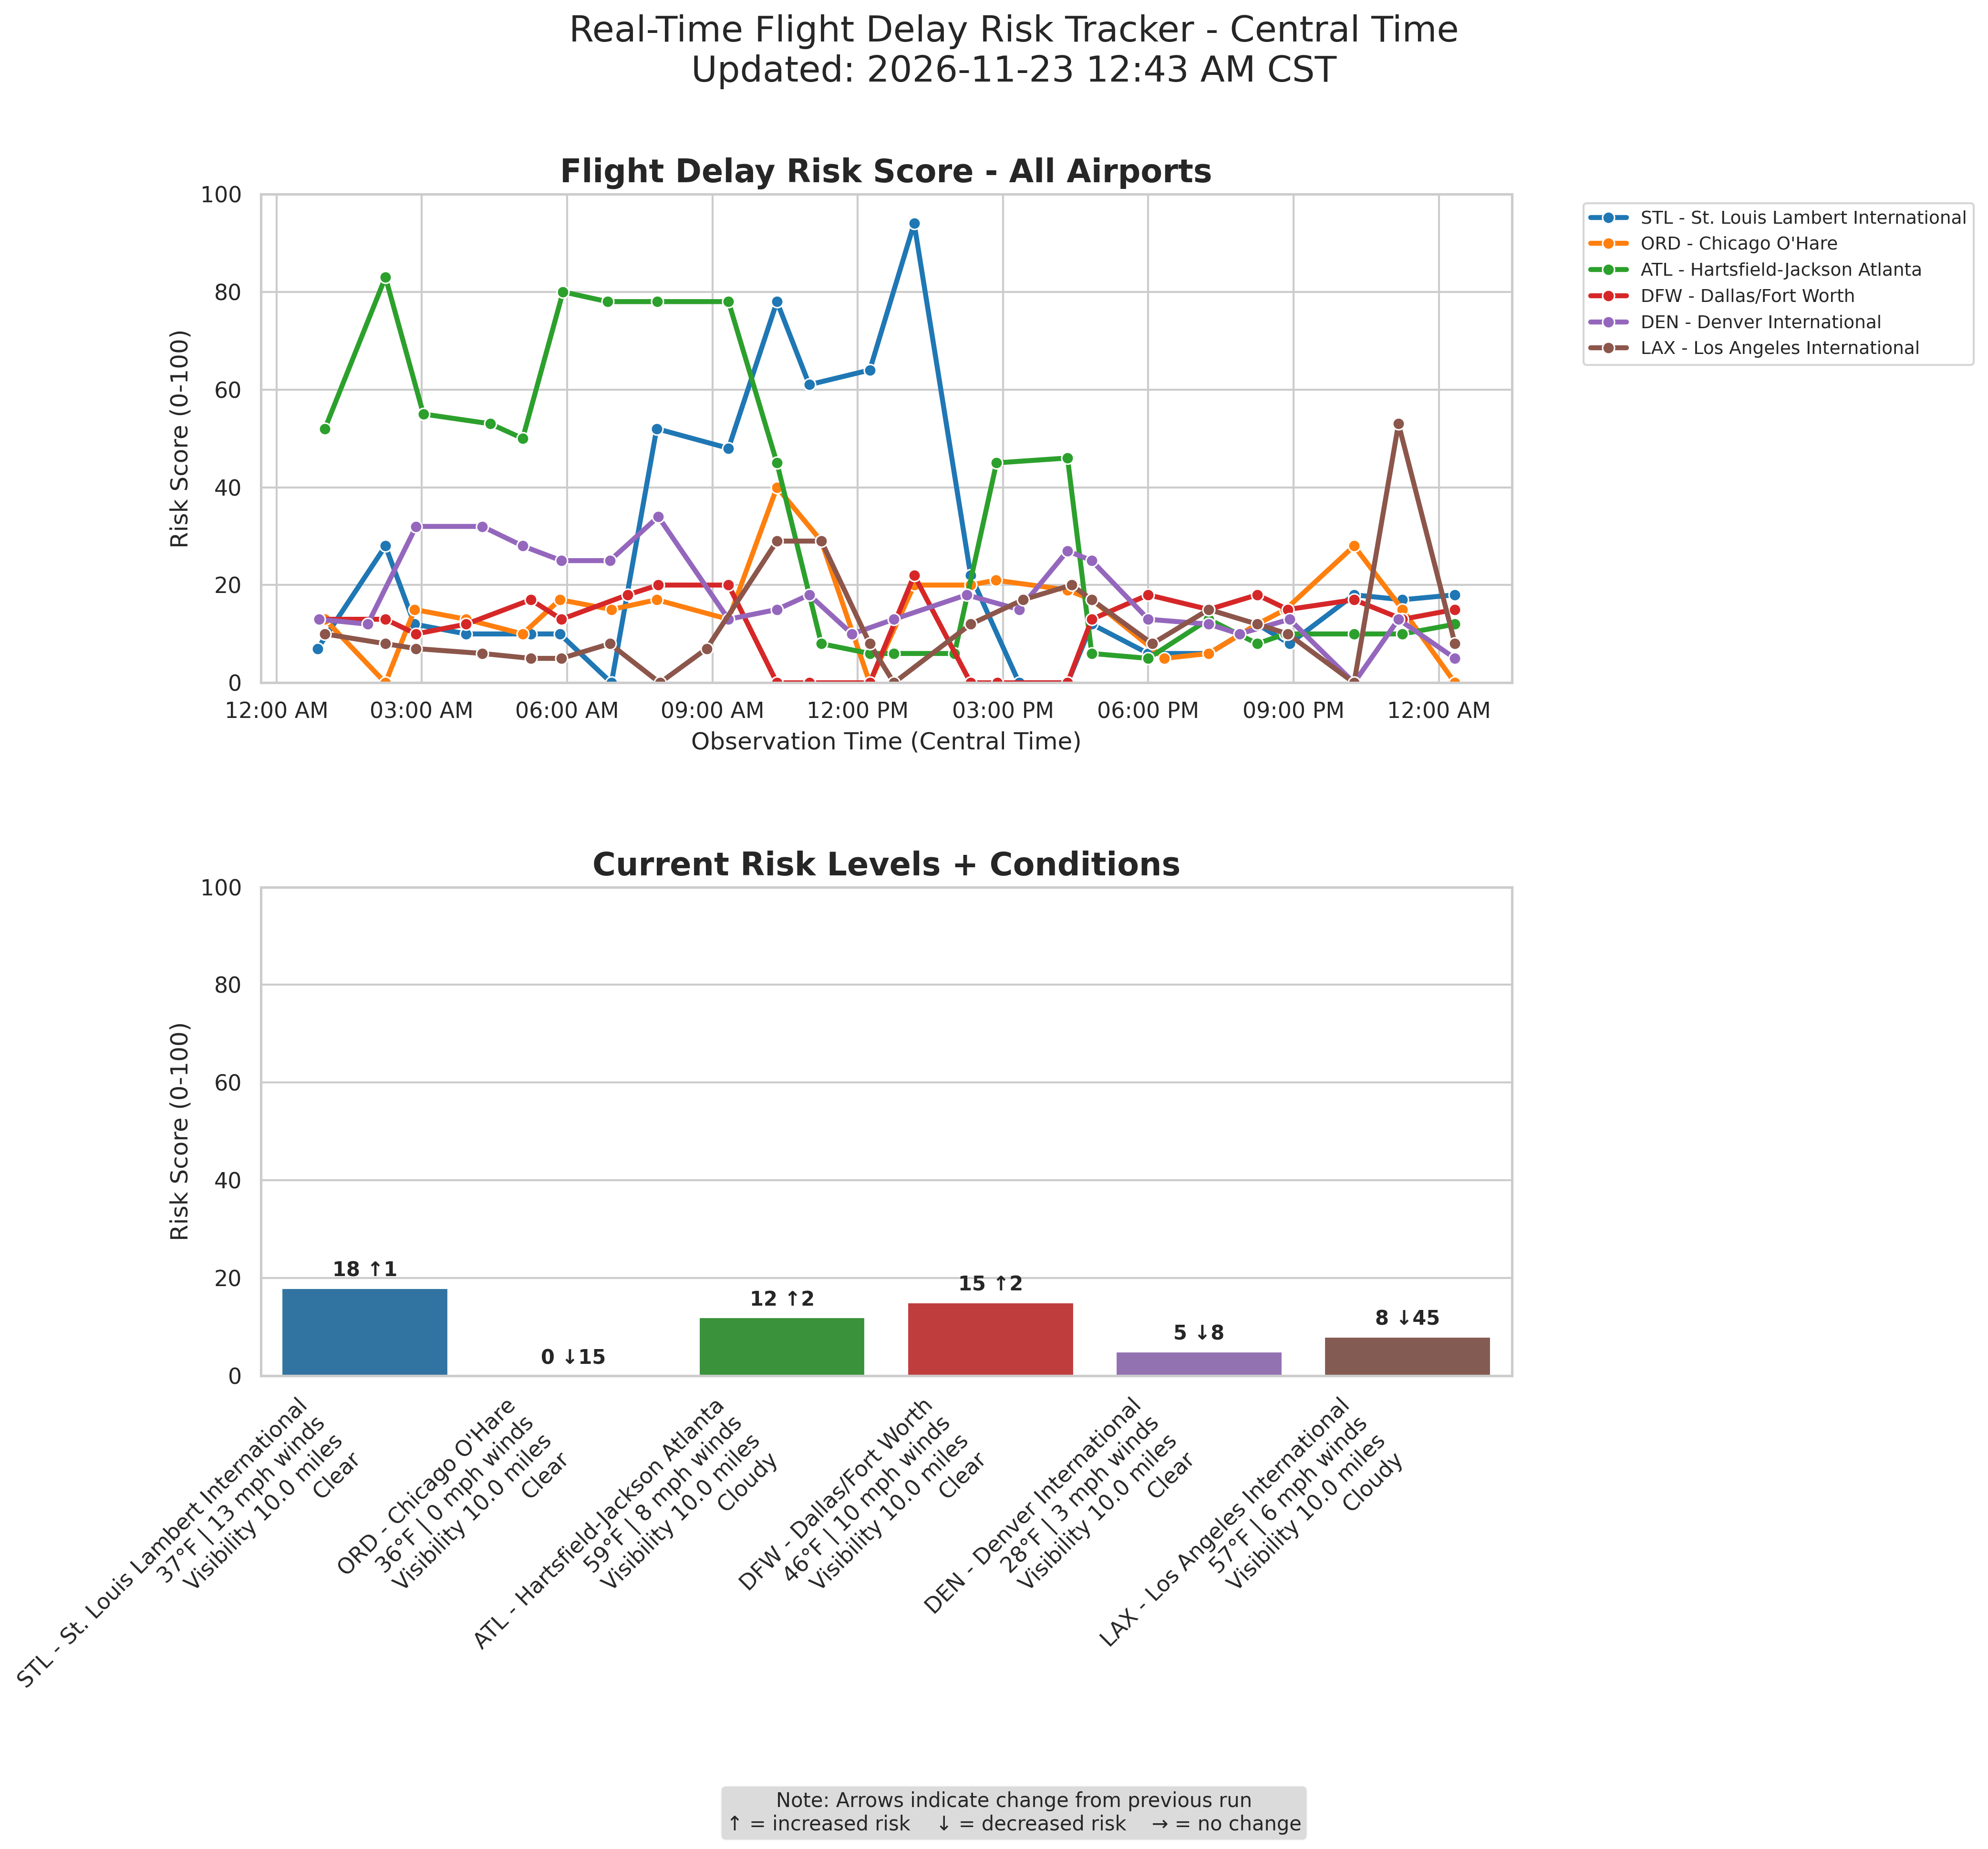 Real-Time Flight Delay Risk Tracker - Central Time
Updated: 2026-11-23 12:43 AM CST
Flight Delay Risk Score - All Airports
Risk Score (0-100)
100
80
60
40
20
0
12:00 AM
03:00 AM
06:00 AM
09:00 AM
12:00 PM
03:00 PM
06:00 PM
09:00 PM
12:00 AM
Observation Time (Central Time)
STL - St. Louis Lambert International
ORD - Chicago O'Hare
ATL - Hartsfield-Jackson Atlanta
DFW - Dallas/Fort Worth
DEN - Denver International
LAX - Los Angeles International
Current Risk Levels + Conditions
Risk Score (0-100)
100
80
60
40
20
0
18 ↑1
0 ↓15
12 ↑2
15 ↑2
5 ↓8
8 ↓45
STL - St. Louis Lambert International
37°F | 13 mph winds
Visibility 10.0 miles
Clear
ORD - Chicago O'Hare
36°F | 0 mph winds
Visibility 10.0 miles
Clear
ATL - Hartsfield-Jackson Atlanta
59°F | 8 mph winds
Visibility 10.0 miles
Cloudy
DFW - Dallas/Fort Worth
46°F | 10 mph winds
Visibility 10.0 miles
Clear
DEN - Denver International
28°F | 3 mph winds
Visibility 10.0 miles
Clear
LAX - Los Angeles International
57°F | 6 mph winds
Visibility 10.0 miles
Cloudy
Note: Arrows indicate change from previous run
↑ = increased risk ↓ = decreased risk → = no change